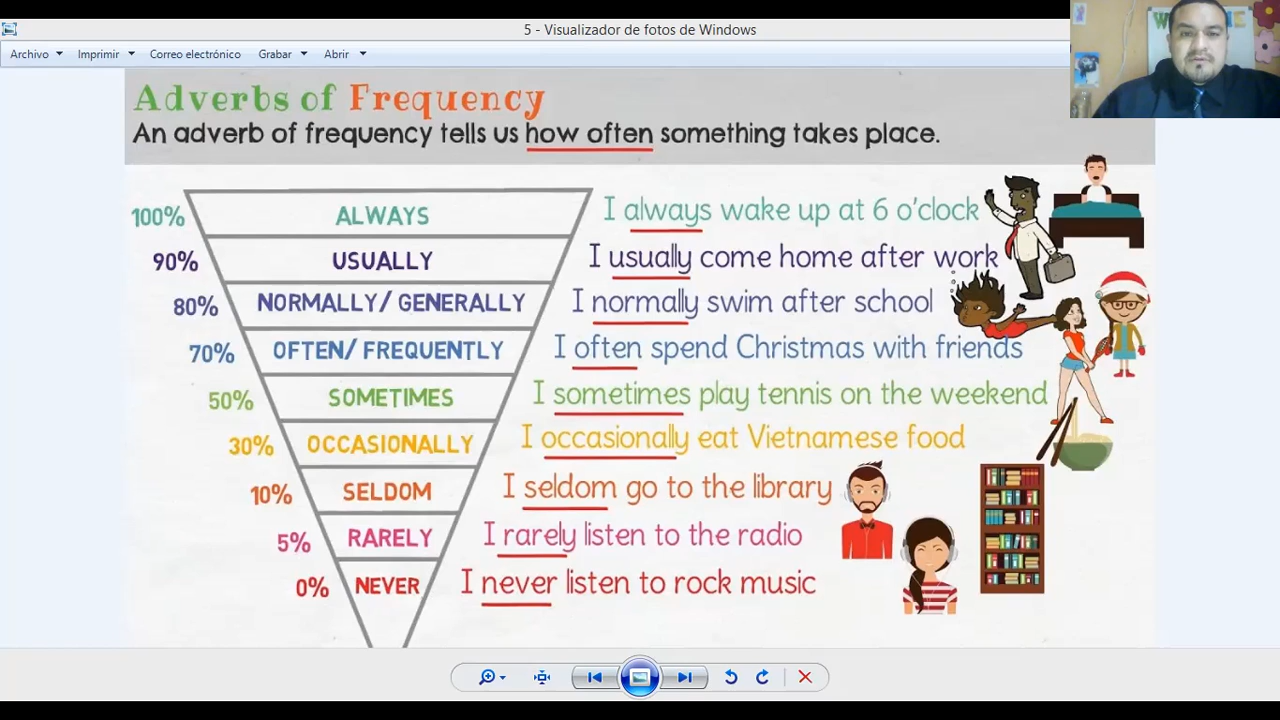 5 - Visualizador de fotos de Windows
Archivo Imprimir Correo electrónico Grabar Abrir
Adverbs of Frequency
An adverb of frequency tells us how often something takes place.
100% ALWAYS I always wake up at 6 o'clock
90% USUALLY I usually come home after work
80% NORMALLY/ GENERALLY I normally swim after school
70% OFTEN/ FREQUENTLY I often spend Christmas with friends
50% SOMETIMES I sometimes play tennis on the weekend
30% OCCASIONALLY I occasionally eat Vietnamese food
10% SELDOM I seldom go to the library
5% RARELY I rarely listen to the radio
0% NEVER I never listen to rock music